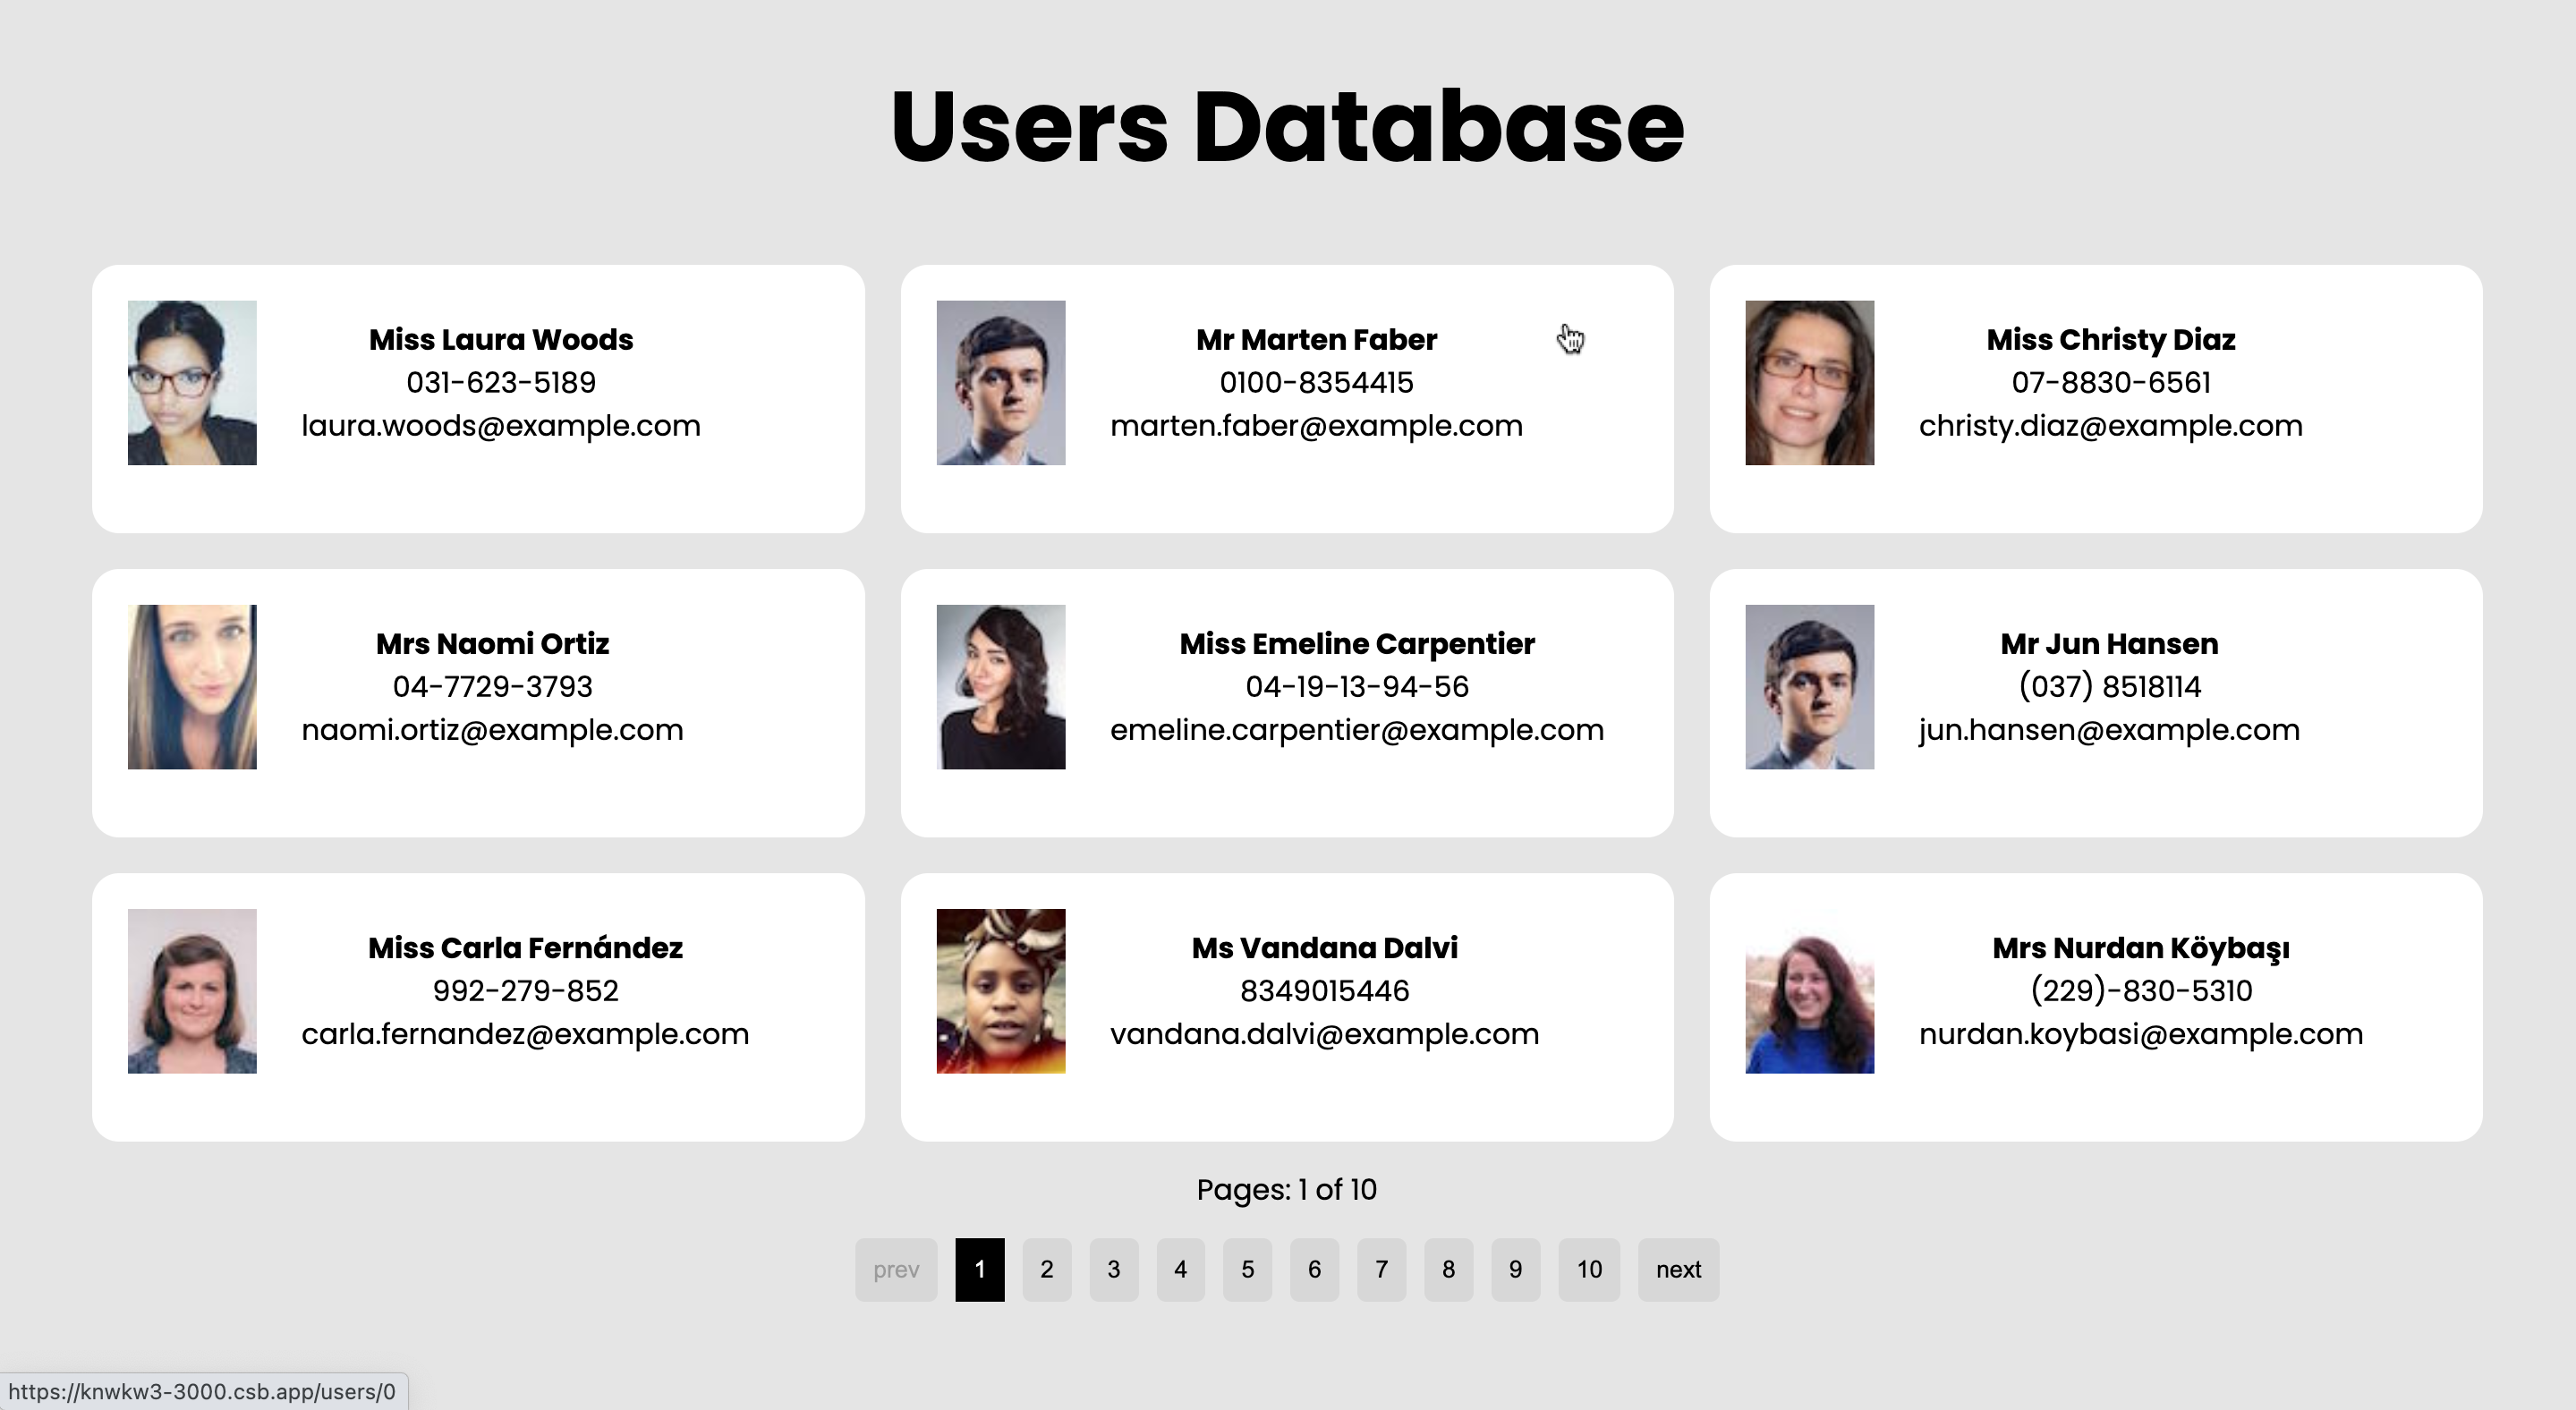 Users Database
Miss Laura Woods
031-623-5189
laura.woods@example.com
Mr Marten Faber
0100-8354415
marten.faber@example.com
Miss Christy Diaz
07-8830-6561
christy.diaz@example.com
Mrs Naomi Ortiz
04-7729-3793
naomi.ortiz@example.com
Miss Emeline Carpentier
04-19-13-94-56
emeline.carpentier@example.com
Mr Jun Hansen
(037) 8518114
jun.hansen@example.com
Miss Carla Fernández
992-279-852
carla.fernandez@example.com
Ms Vandana Dalvi
8349015446
vandana.dalvi@example.com
Mrs Nurdan Köybaşı
(229)-830-5310
nurdan.koybasi@example.com
Pages: 1 of 10
prev 1 2 3 4 5 6 7 8 9 10 next
https://knwkw3-3000.csb.app/users/0